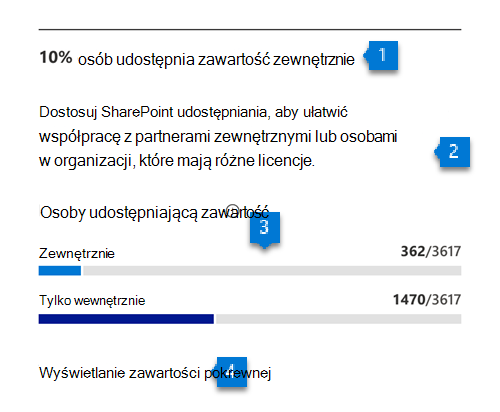 10% osób udostępnia zawartość zewnętrznie
1
Dostosuj SharePoint udostępniania, aby ułatwić
współpracę z partnerami zewnętrznymi lub osobami
w organizacji, które mają różne licencje.
2
Osoby udostępniającą zawartość
3
Zewnętrznie 362/3617
Tylko wewnętrznie 1470/3617
Wyświetlanie zawartości pokrewnej
4